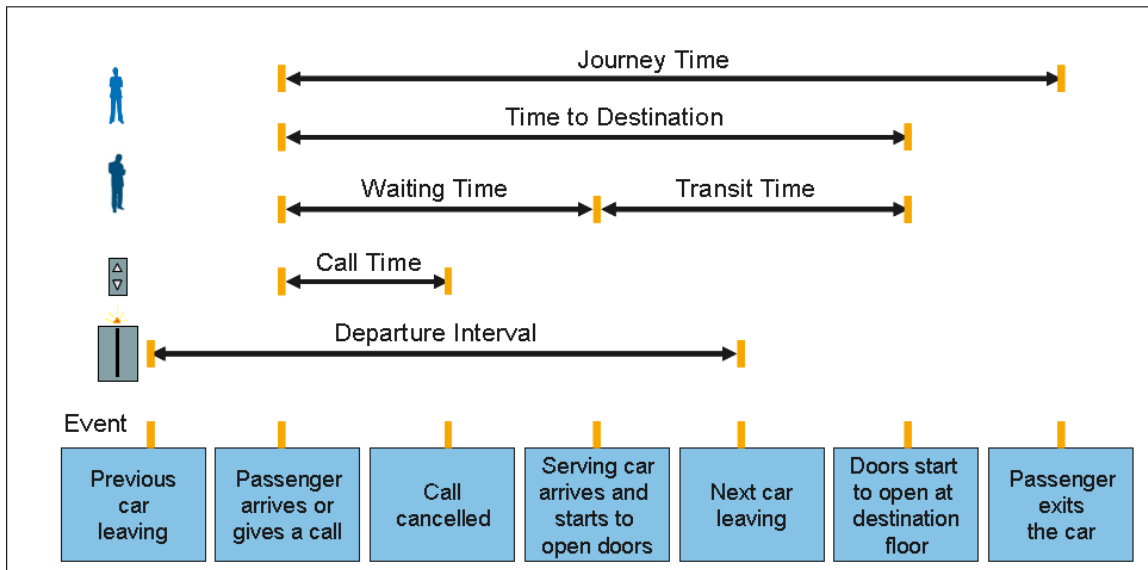 Journey Time
Time to Destination
Waiting Time
Transit Time
Call Time
Departure Interval
Event
Previous
car
leaving
Passenger
arrives or
gives a call
Call
cancelled
Serving car
arrives and
starts to
open doors
Next car
leaving
Doors start
to open at
destination
floor
Passenger
exits
the car